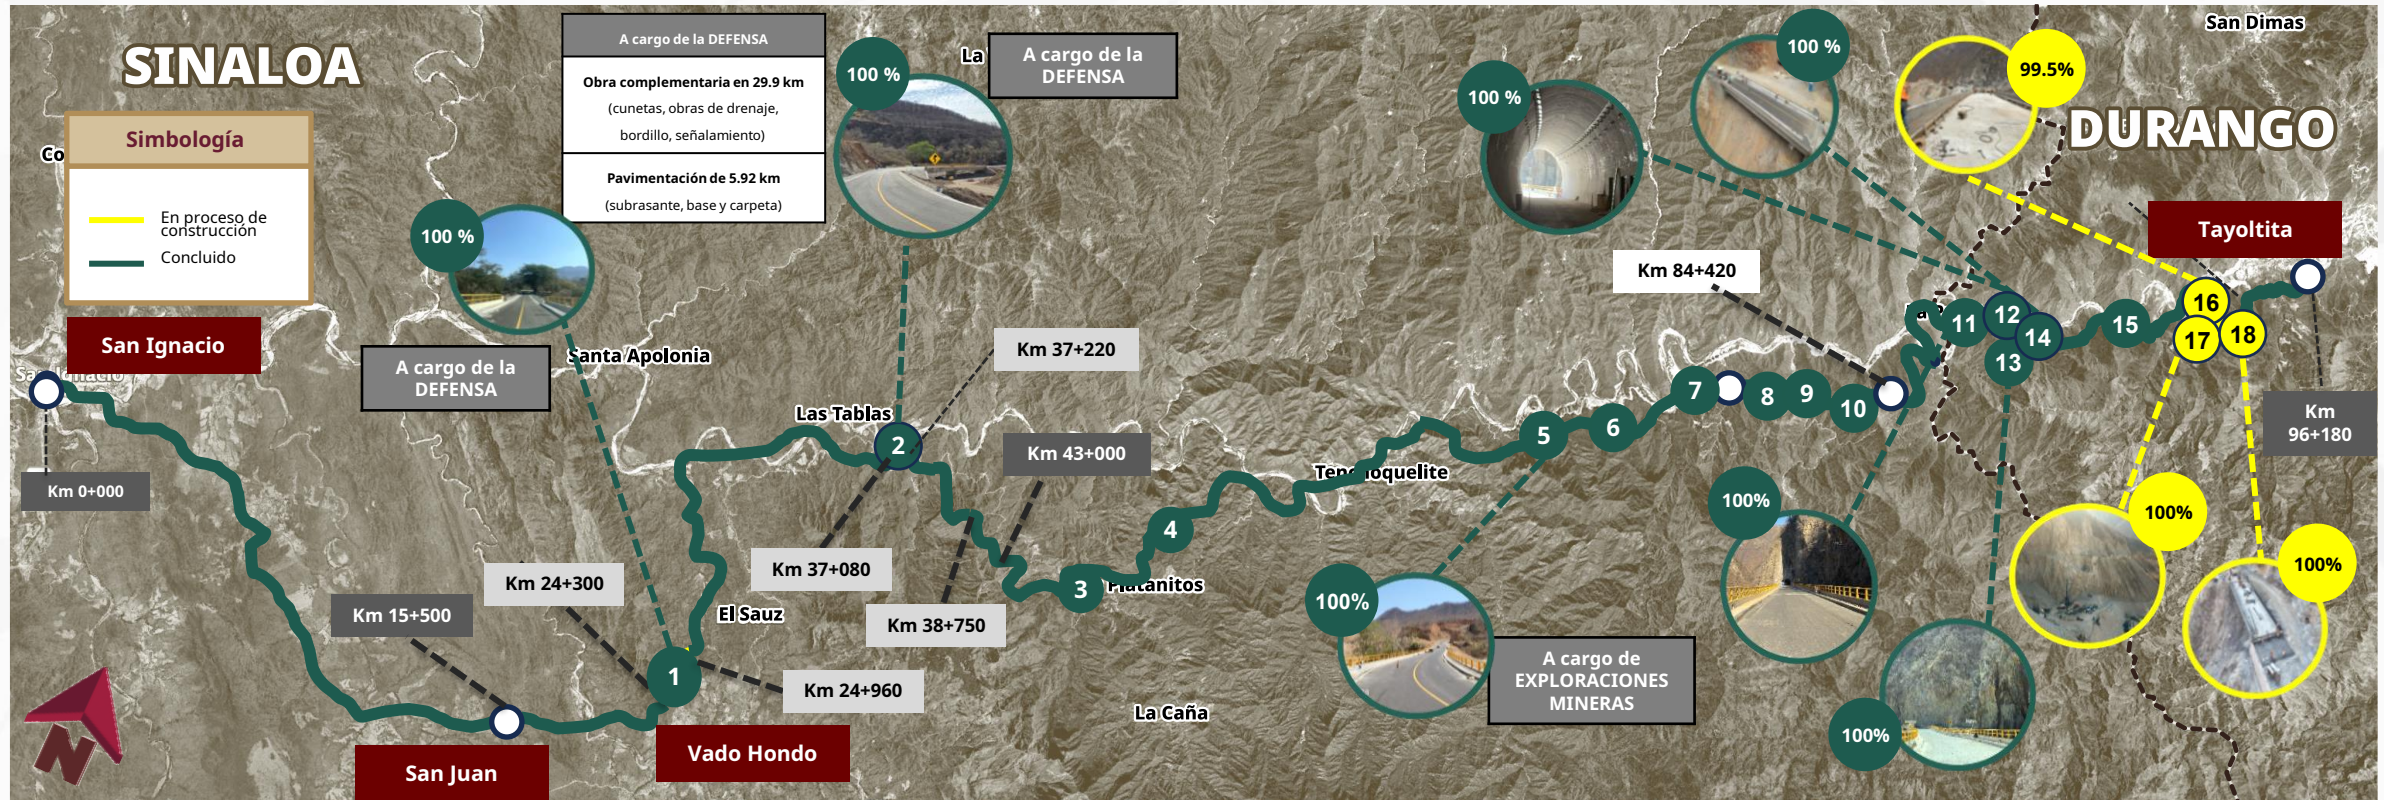 SINALOA
Simbología
En proceso de
construcción
Concluido
Co
San Ignacio
San Ignacio
Km 0+000
A cargo de la DEFENSA
Obra complementaria en 29.9 km
(cunetas, obras de drenaje,
bordillo, señalamiento)
Pavimentación de 5.92 km
(subrasante, base y carpeta)
100 %
A cargo de la
DEFENSA
100 %
La
A cargo de la
DEFENSA
Santa Apolonia
Las Tablas
2
Km 37+220
Km 43+000
Km 37+080
Km 38+750
Km 24+300
Km 15+500
El Sauz
1
Km 24+960
San Juan
Vado Hondo
N
3
Platanitos
4
La Caña
Tenchoquelite
5
6
7
8
9
10
100%
A cargo de
EXPLORACIONES
MINERAS
100 %
100 %
99.5%
San Dimas
DURANGO
Km 84+420
Tayoltita
11
12
13
14
15
16
17
18
Km
96+180
100%
100%
100%
100%